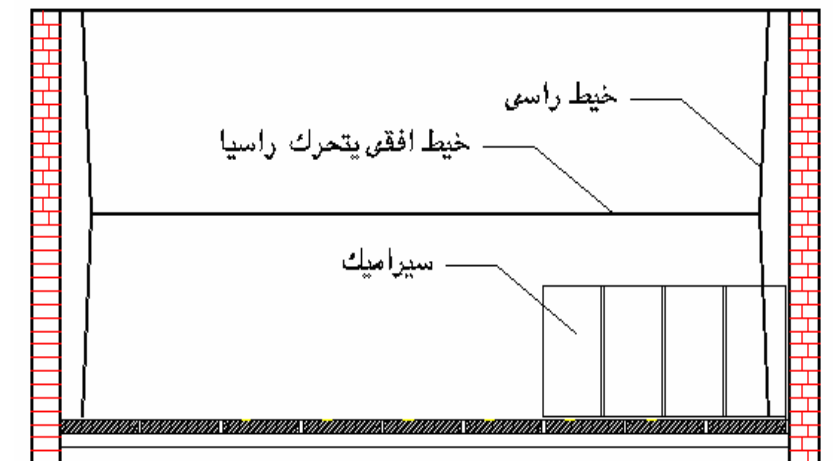 خيط راسى
خيط افقى يتحرك راسيا
سيراميك